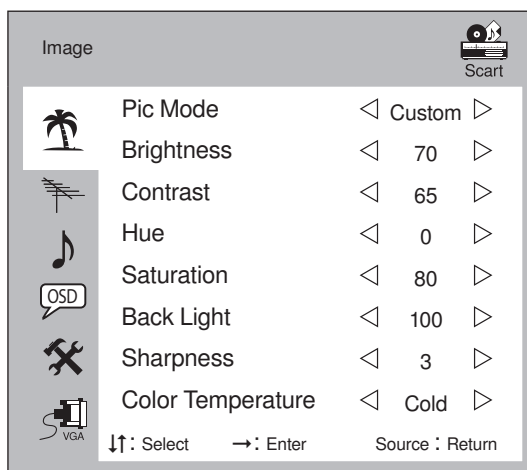 Image
Scart
Pic Mode ◁ Custom ▷
Brightness ◁ 70 ▷
Contrast ◁ 65 ▷
Hue ◁ 0 ▷
Saturation ◁ 80 ▷
OSD
Back Light ◁ 100 ▷
Sharpness ◁ 3 ▷
Color Temperature ◁ Cold ▷
VGA
↓↑: Select →: Enter Source : Return